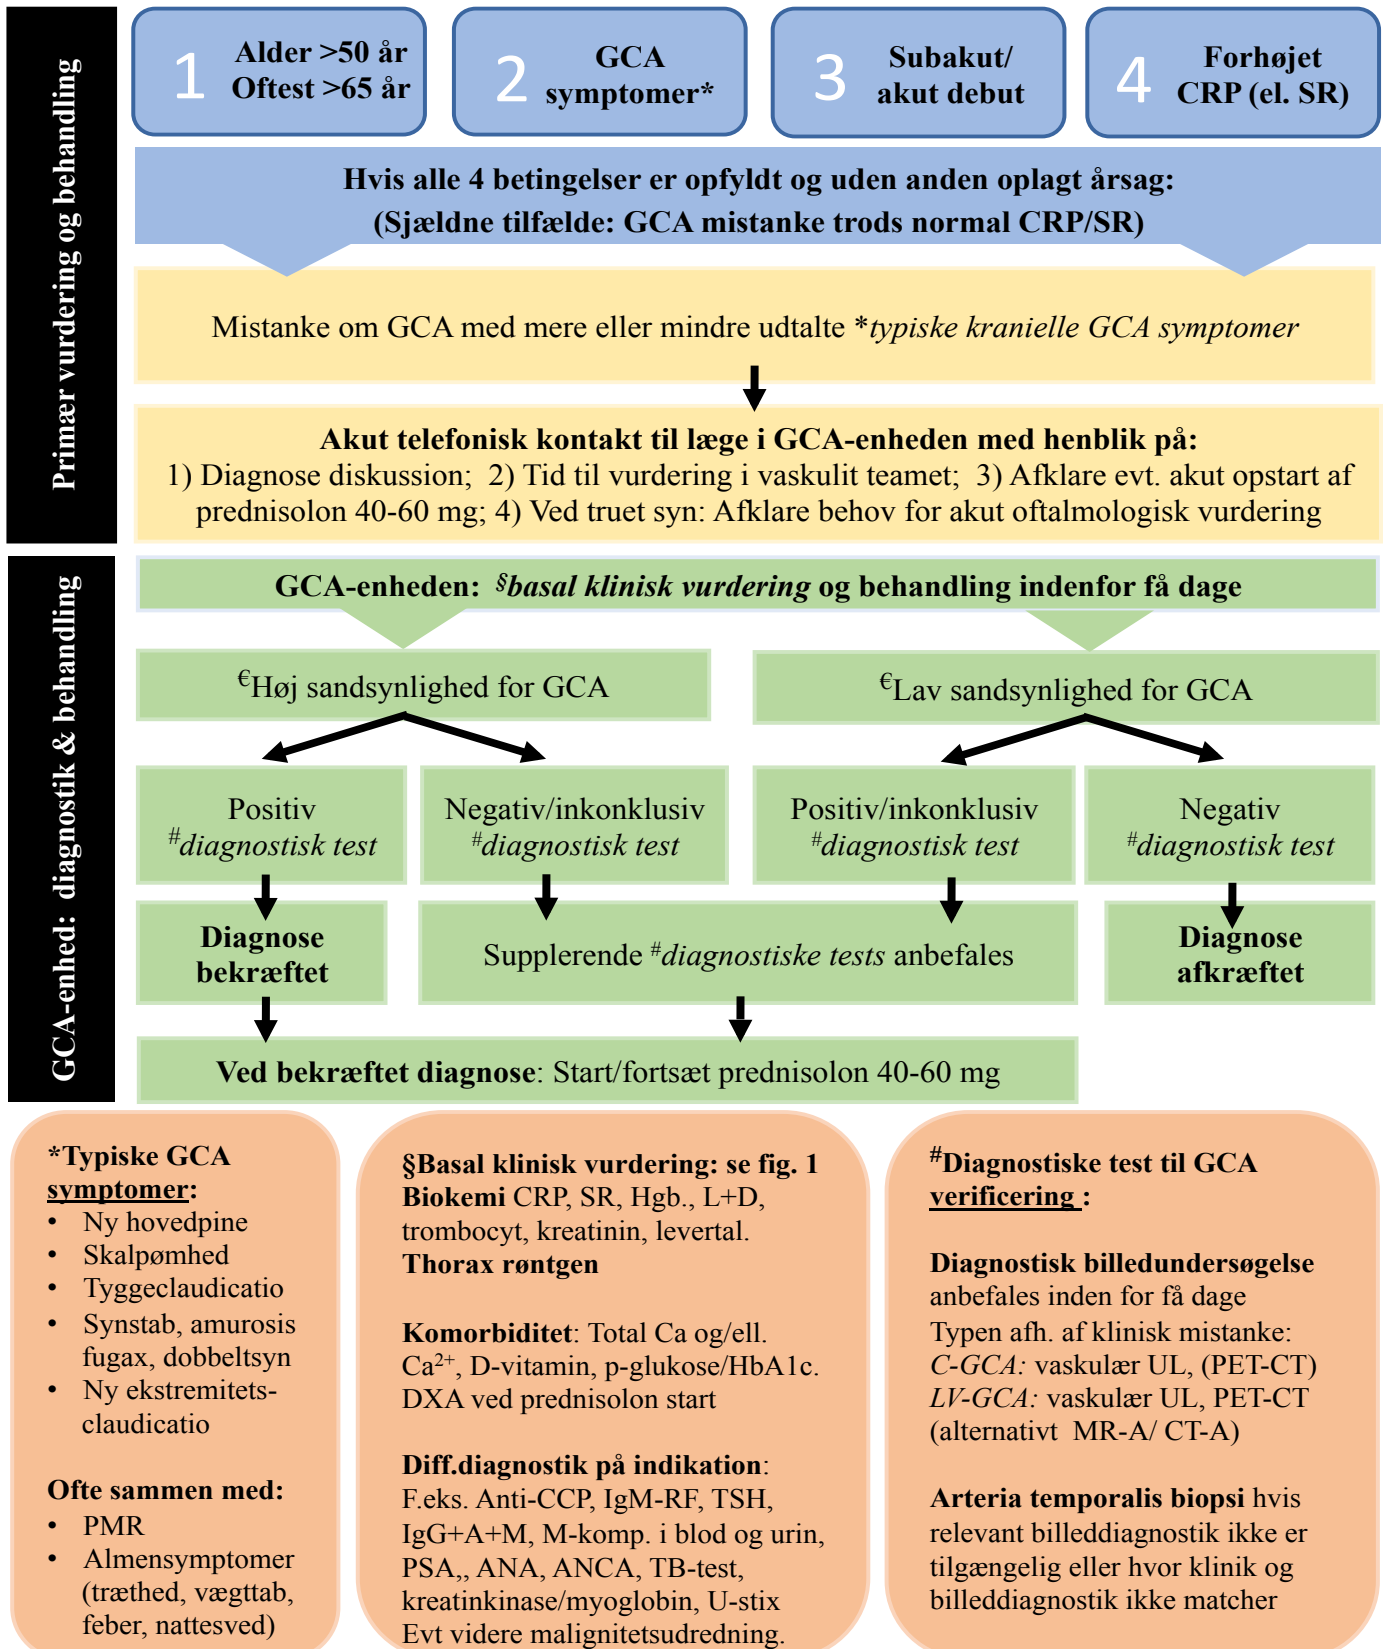 Primær vurdering og behandling
1 Alder >50 år
Oftest >65 år
2 GCA
symptomer*
3 Subakut/
akut debut
4 Forhøjet
CRP (el. SR)
Hvis alle 4 betingelser er opfyldt og uden anden oplagt årsag:
(Sjældne tilfælde: GCA mistanke trods normal CRP/SR)
Mistanke om GCA med mere eller mindre udtalte *typiske kranielle GCA symptomer
Akut telefonisk kontakt til læge i GCA-enheden med henblik på:
1) Diagnose diskussion; 2) Tid til vurdering i vaskulit teamet; 3) Afklare evt. akut opstart af
prednisolon 40-60 mg; 4) Ved truet syn: Afklare behov for akut oftalmologisk vurdering
GCA-enhed: diagnostik & behandling
GCA-enheden: §basal klinisk vurdering og behandling indenfor få dage
€Høj sandsynlighed for GCA
€Lav sandsynlighed for GCA
Positiv
#diagnostisk test
Negativ/inkonklusiv
#diagnostisk test
Positiv/inkonklusiv
#diagnostisk test
Negativ
#diagnostisk test
Diagnose
bekræftet
Supplerende #diagnostiske tests anbefales
Diagnose
afkræftet
Ved bekræftet diagnose: Start/fortsæt prednisolon 40-60 mg
*Typiske GCA
symptomer:
• Ny hovedpine
• Skalpømhed
• Tyggeclaudicatio
• Synstab, amurosis
fugax, dobbeltsyn
• Ny ekstremitets-
claudicatio
Ofte sammen med:
• PMR
• Almensymptomer
(træthed, vægttab,
feber, nattesved)
§Basal klinisk vurdering: se fig. 1
Biokemi CRP, SR, Hgb., L+D,
trombocyt, kreatinin, levertal.
Thorax røntgen
Komorbiditet: Total Ca og/ell.
Ca²⁺, D-vitamin, p-glukose/HbA1c.
DXA ved prednisolon start
Diff.diagnostik på indikation:
F.eks. Anti-CCP, IgM-RF, TSH,
IgG+A+M, M-komp. i blod og urin,
PSA,, ANA, ANCA, TB-test,
kreatinkinase/myoglobin, U-stix
Evt videre malignitetsudredning.
#Diagnostiske test til GCA
verificering :
Diagnostisk billedundersøgelse
anbefales inden for få dage
Typen afh. af klinisk mistanke:
C-GCA: vaskulær UL, (PET-CT)
LV-GCA: vaskulær UL, PET-CT
(alternativt MR-A/ CT-A)
Arteria temporalis biopsi hvis
relevant billeddiagnostik ikke er
tilgængelig eller hvor klinik og
billeddiagnostik ikke matcher